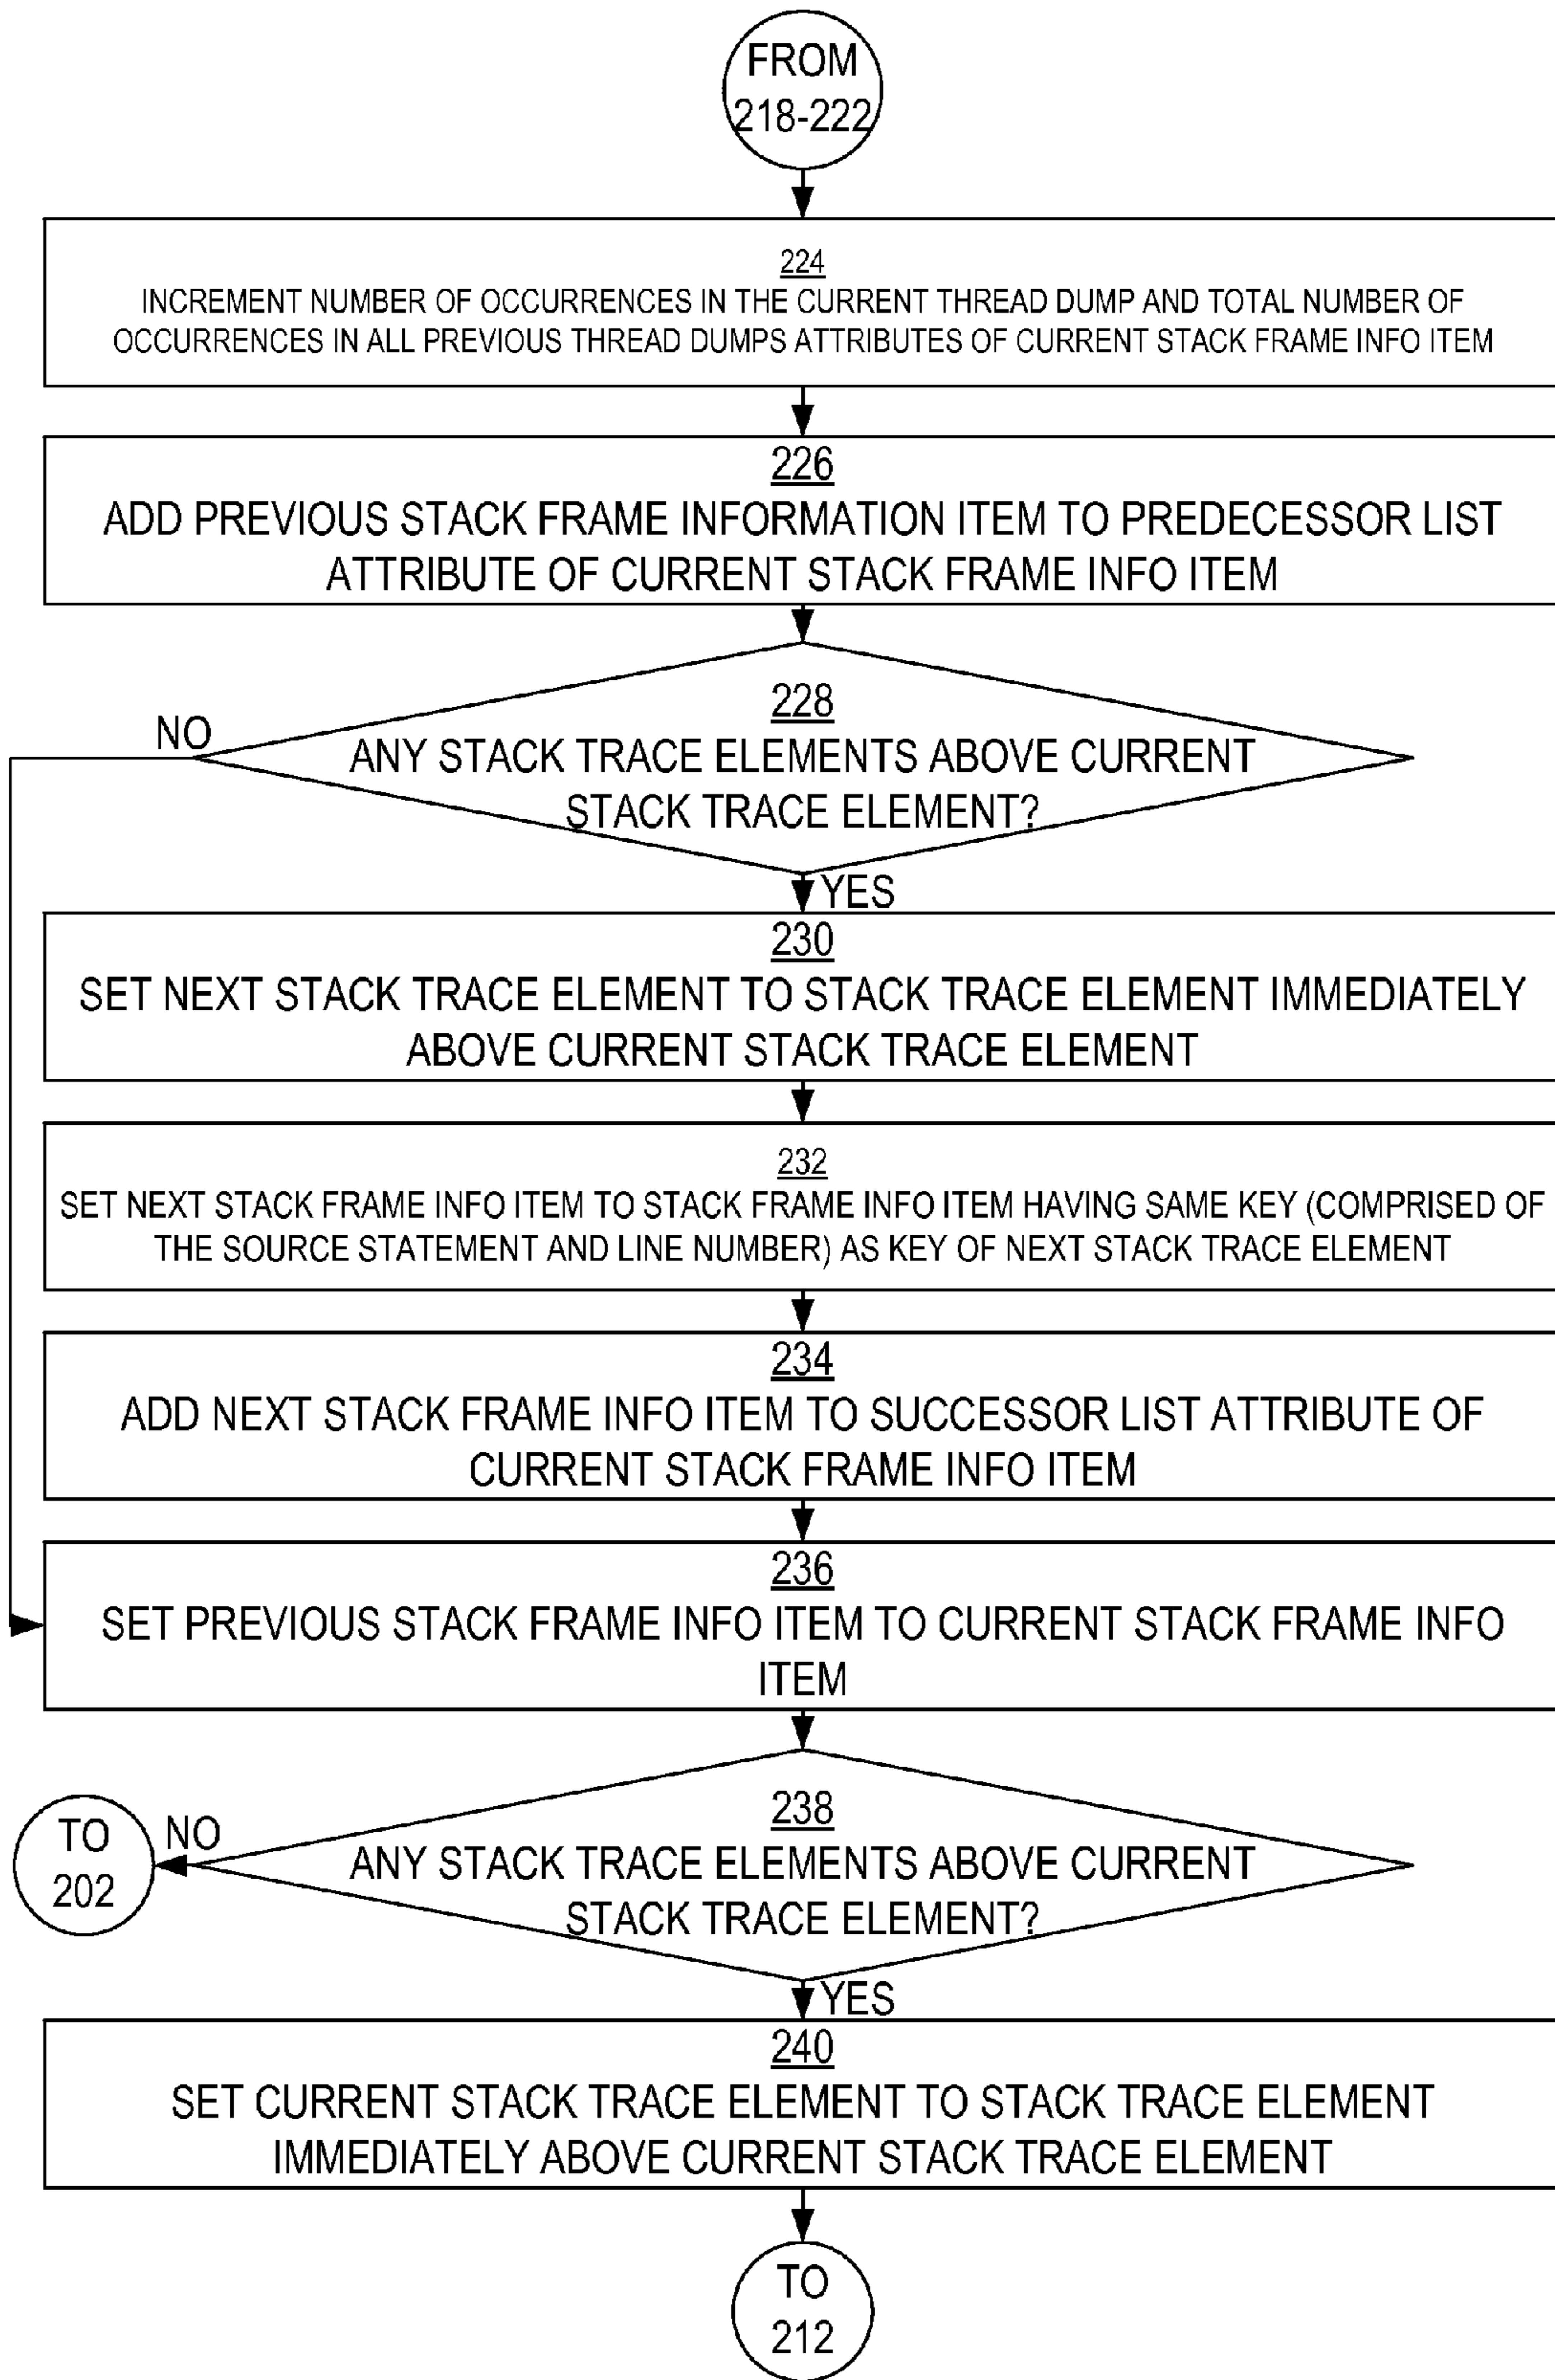 FROM
218-222
224
INCREMENT NUMBER OF OCCURRENCES IN THE CURRENT THREAD DUMP AND TOTAL NUMBER OF
OCCURRENCES IN ALL PREVIOUS THREAD DUMPS ATTRIBUTES OF CURRENT STACK FRAME INFO ITEM
226
ADD PREVIOUS STACK FRAME INFORMATION ITEM TO PREDECESSOR LIST
ATTRIBUTE OF CURRENT STACK FRAME INFO ITEM
228
NO
ANY STACK TRACE ELEMENTS ABOVE CURRENT
STACK TRACE ELEMENT?
YES
230
SET NEXT STACK TRACE ELEMENT TO STACK TRACE ELEMENT IMMEDIATELY
ABOVE CURRENT STACK TRACE ELEMENT
232
SET NEXT STACK FRAME INFO ITEM TO STACK FRAME INFO ITEM HAVING SAME KEY (COMPRISED OF
THE SOURCE STATEMENT AND LINE NUMBER) AS KEY OF NEXT STACK TRACE ELEMENT
234
ADD NEXT STACK FRAME INFO ITEM TO SUCCESSOR LIST ATTRIBUTE OF
CURRENT STACK FRAME INFO ITEM
236
SET PREVIOUS STACK FRAME INFO ITEM TO CURRENT STACK FRAME INFO
ITEM
238
NO
ANY STACK TRACE ELEMENTS ABOVE CURRENT
STACK TRACE ELEMENT?
TO
202
YES
240
SET CURRENT STACK TRACE ELEMENT TO STACK TRACE ELEMENT
IMMEDIATELY ABOVE CURRENT STACK TRACE ELEMENT
TO
212